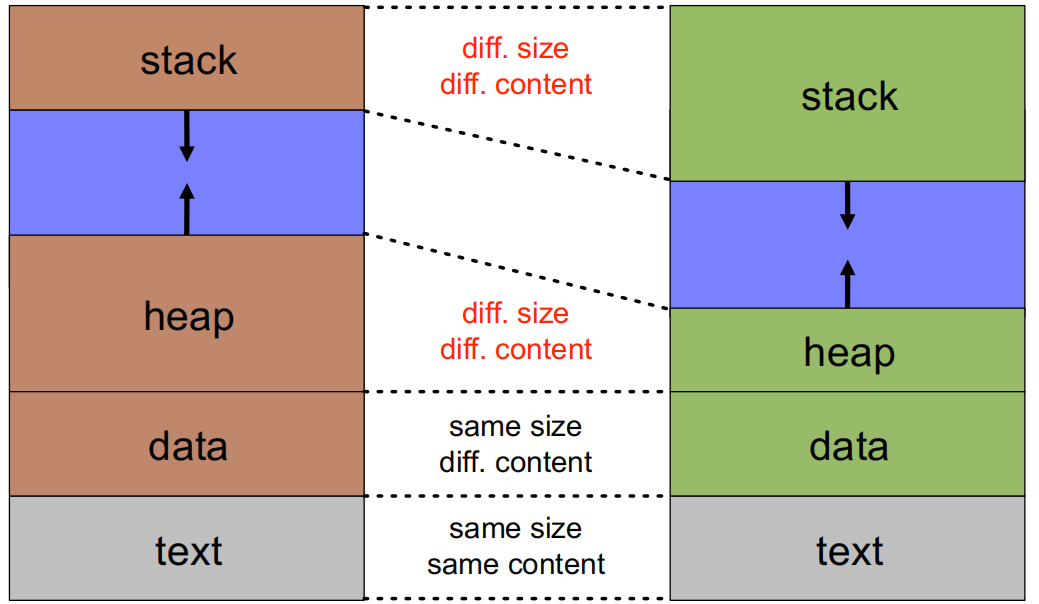 stack
diff. size
diff. content
stack
heap
diff. size
diff. content
heap
data
same size
diff. content
data
text
same size
same content
text